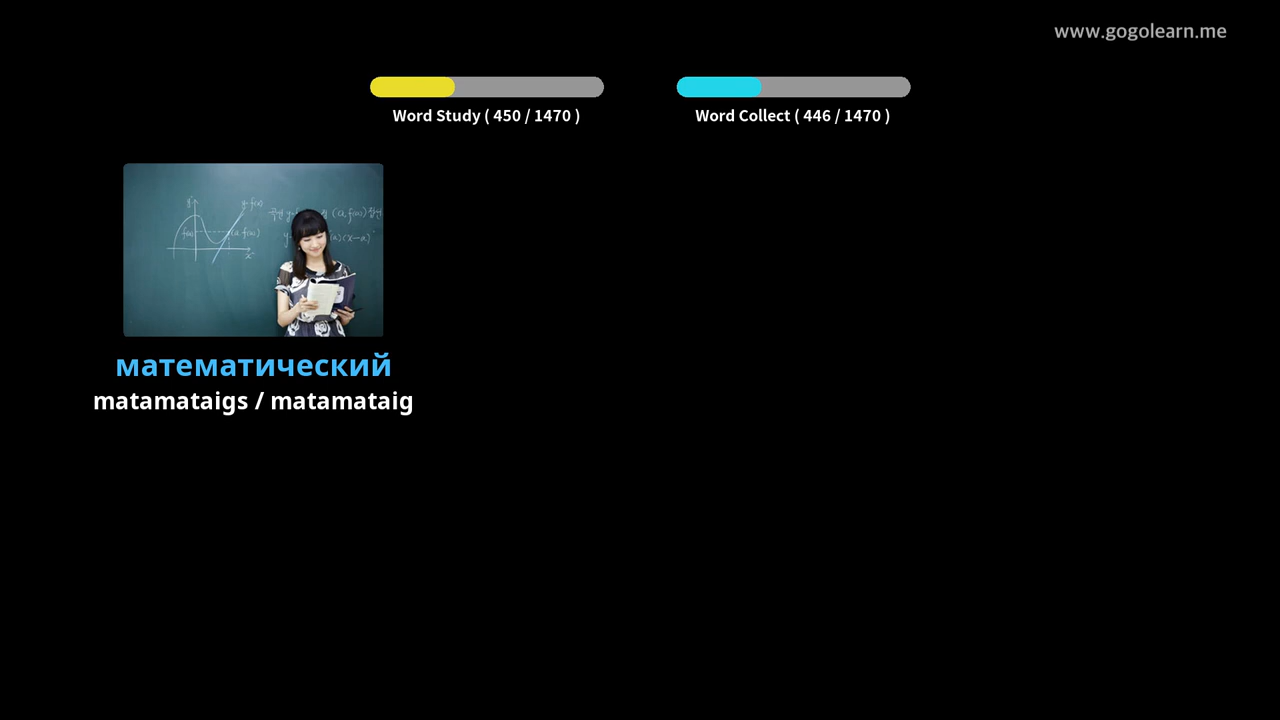 www.gogolearn.me
Word Study ( 450 / 1470 )
Word Collect ( 446 / 1470 )
математический
matamataigs / matamataig